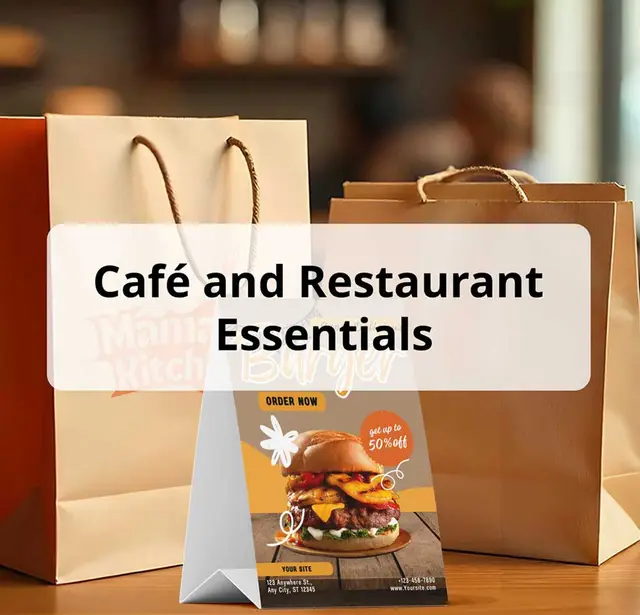 Café and Restaurant
Essentials
Mama
Kitch
Burger
ORDER NOW
get up to
50% off
YOUR SITE
123 Anywhere St.,
Any City, ST 12345
+123-456-7890
www.Yoursite.com